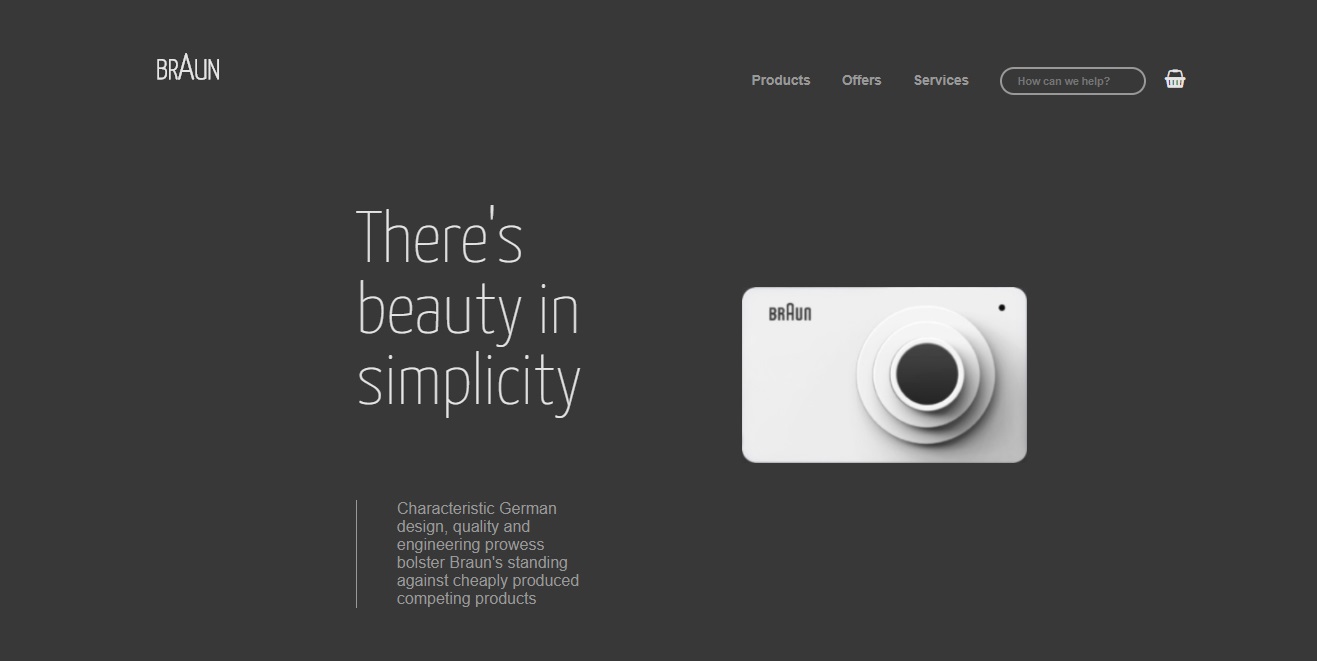 BRAUN
Products Offers Services How can we help?
There's
beauty in
simplicity
BRAUN
Characteristic German
design, quality and
engineering prowess
bolster Braun's standing
against cheaply produced
competing products